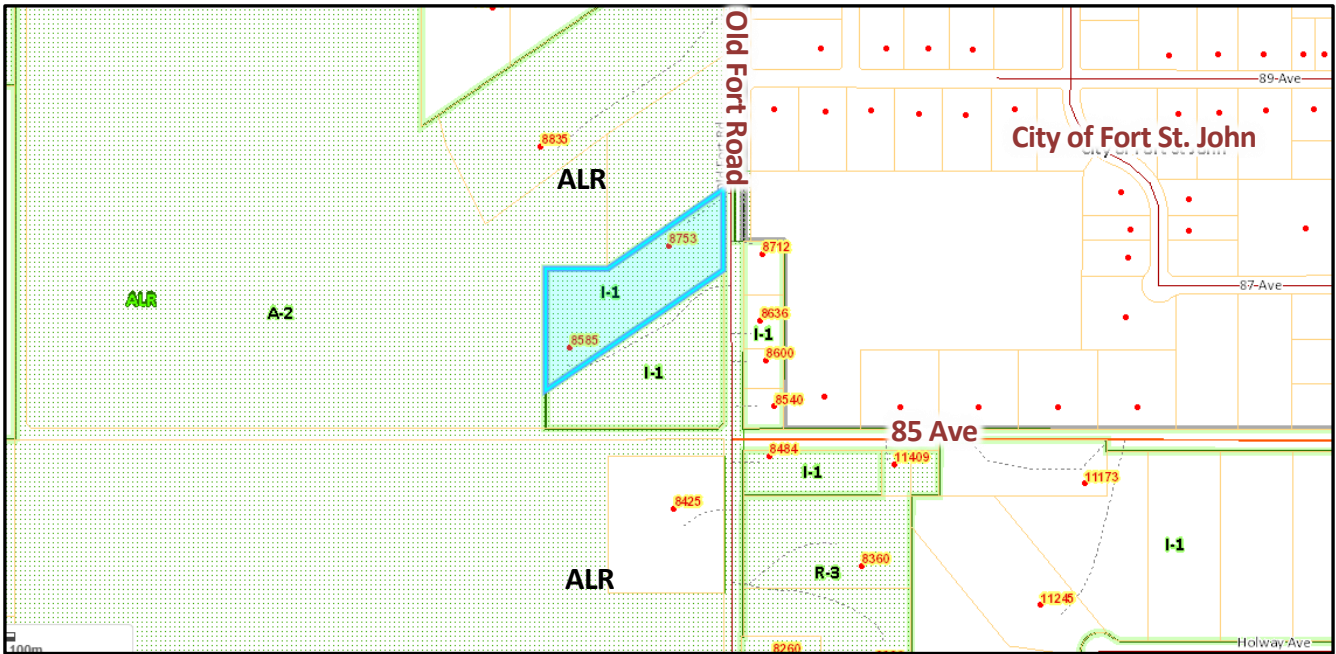 Old Fort Road
89 Ave
City of Fort St. John
8835
ALR
8753
8712
87 Ave
I-1
ALR
A-2
8636
I-1
8585
8600
I-1
8540
85 Ave
8484
11409
I-1
11173
8425
I-1
8360
R-3
ALR
11245
Holway Ave
8260
100m